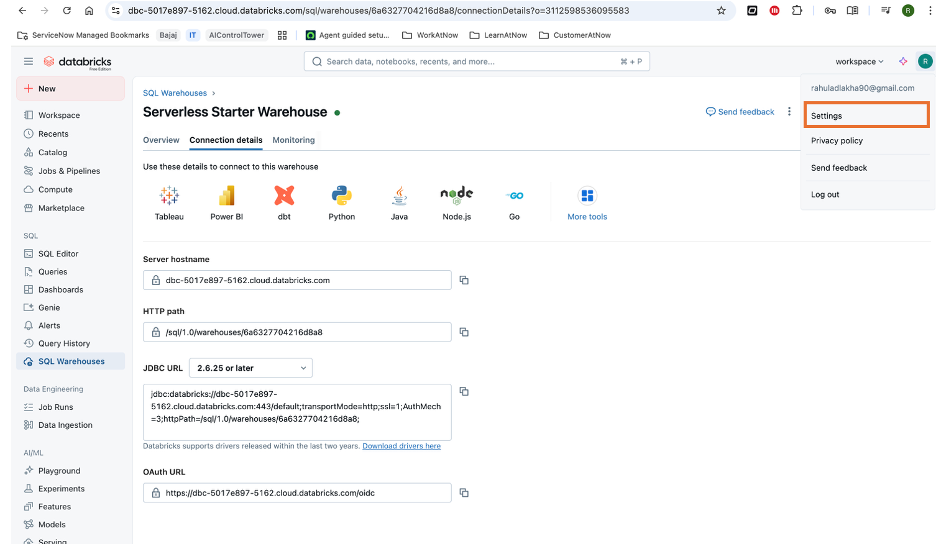 dbc-5017e897-5162.cloud.databricks.com/sql/warehouses/6a6327704216d8a8/connectionDetails?o=3112598536095583
R
ServiceNow Managed Bookmarks
Bajaj
IT
AIControlTower
Agent guided setu...
WorkAtNow
LearnAtNow
CustomerAtNow
databricks
Free Edition
Search data, notebooks, recents, and more...
⌘ + P
workspace
R
New
Workspace
Recents
Catalog
Jobs & Pipelines
Compute
Marketplace
SQL
SQL Editor
Queries
Dashboards
Genie
Alerts
Query History
SQL Warehouses
Data Engineering
Job Runs
Data Ingestion
AI/ML
Playground
Experiments
Features
Models
Serving
SQL Warehouses >
Serverless Starter Warehouse
Send feedback
Overview
Connection details
Monitoring
Use these details to connect to this warehouse
Tableau
Power BI
dbt
Python
Java
node
Node.js
GO
Go
More tools
Server hostname
dbc-5017e897-5162.cloud.databricks.com
HTTP path
/sql/1.0/warehouses/6a6327704216d8a8
JDBC URL
2.6.25 or later
jdbc:databricks://dbc-5017e897-
5162.cloud.databricks.com:443/default;transportMode=http;ssl=1;AuthMech
=3;httpPath=/sql/1.0/warehouses/6a6327704216d8a8;
Databricks supports drivers released within the last two years. Download drivers here
OAuth URL
https://dbc-5017e897-5162.cloud.databricks.com/oidc
rahuladlakha90@gmail.com
Settings
Privacy policy
Send feedback
Log out